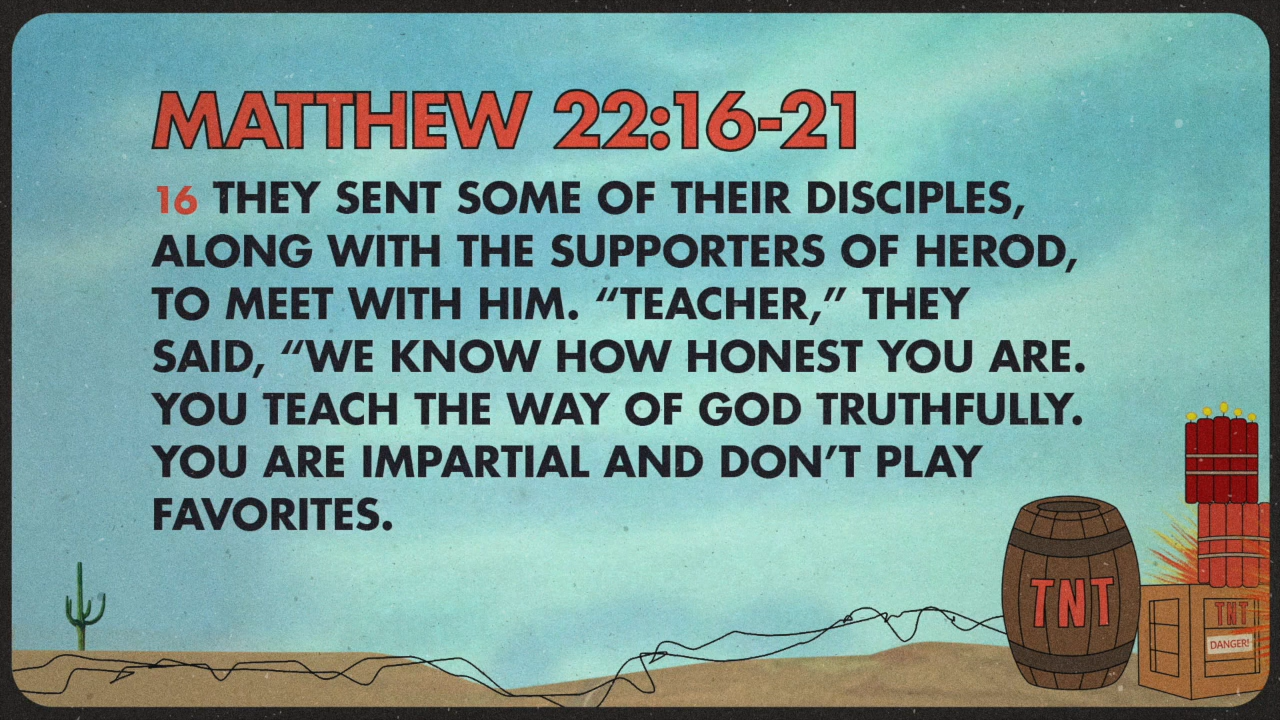 MATTHEW 22:16-21
16 THEY SENT SOME OF THEIR DISCIPLES,
ALONG WITH THE SUPPORTERS OF HEROD,
TO MEET WITH HIM. “TEACHER,” THEY
SAID, “WE KNOW HOW HONEST YOU ARE.
YOU TEACH THE WAY OF GOD TRUTHFULLY.
YOU ARE IMPARTIAL AND DON’T PLAY
FAVORITES.
TNT
TNT
DANGER!